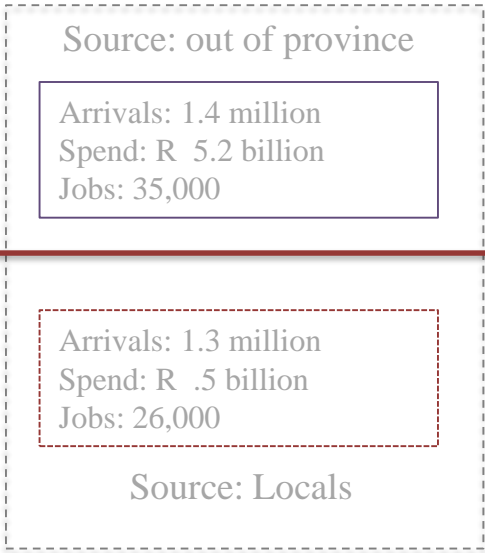 Source: out of province
Arrivals: 1.4 million
Spend: R  5.2 billion
Jobs: 35,000
Arrivals: 1.3 million
Spend: R  .5 billion
Jobs: 26,000
Source: Locals